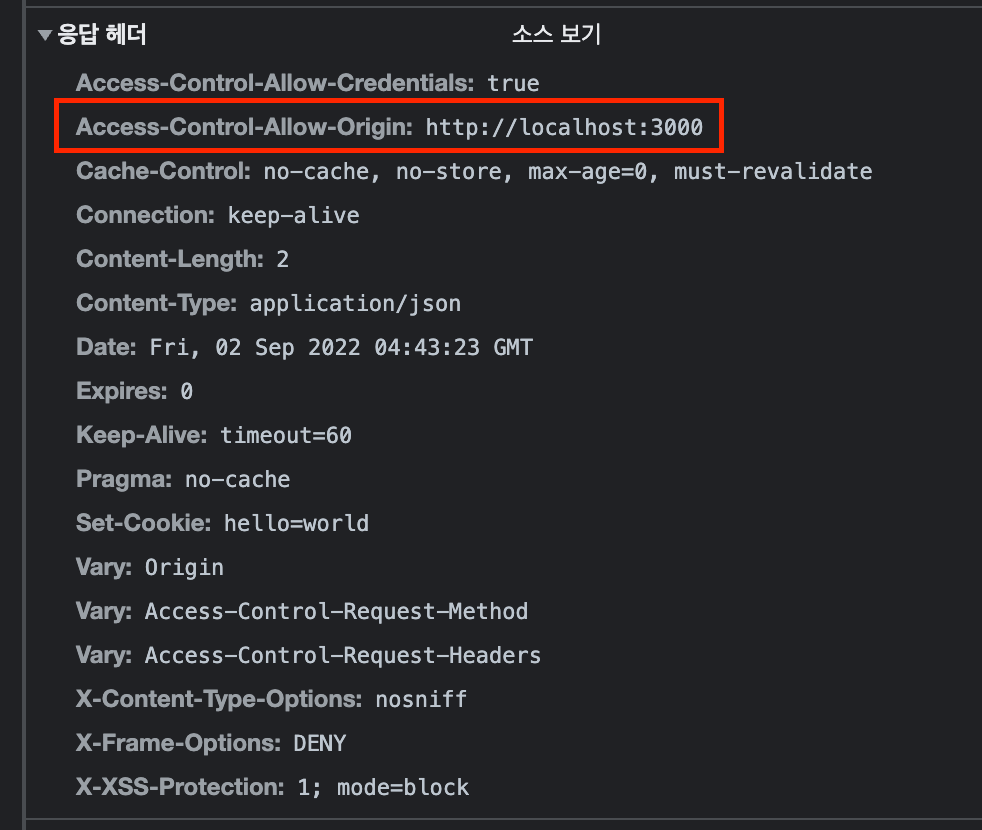 ▼ 응답 헤더 소스 보기
Access-Control-Allow-Credentials: true
Access-Control-Allow-Origin: http://localhost:3000
Cache-Control: no-cache, no-store, max-age=0, must-revalidate
Connection: keep-alive
Content-Length: 2
Content-Type: application/json
Date: Fri, 02 Sep 2022 04:43:23 GMT
Expires: 0
Keep-Alive: timeout=60
Pragma: no-cache
Set-Cookie: hello=world
Vary: Origin
Vary: Access-Control-Request-Method
Vary: Access-Control-Request-Headers
X-Content-Type-Options: nosniff
X-Frame-Options: DENY
X-XSS-Protection: 1; mode=block